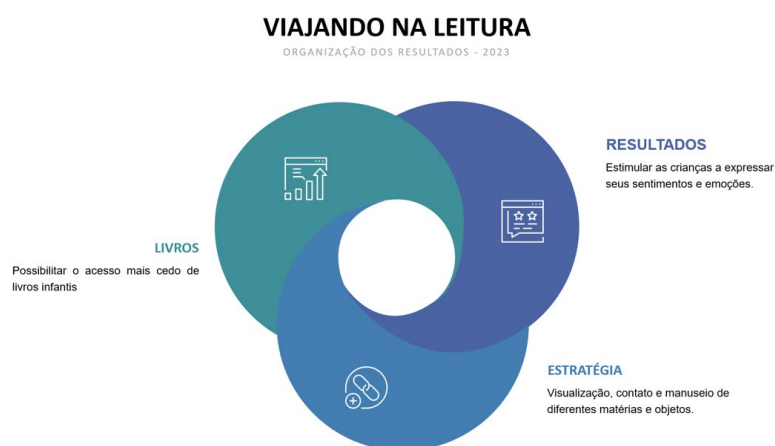 VIAJANDO NA LEITURA
ORGANIZAÇÃO DOS RESULTADOS - 2023
RESULTADOS
Estimular as crianças a expressar
seus sentimentos e emoções.
LIVROS
Possibilitar o acesso mais cedo de
livros infantis
ESTRATÉGIA
Visualização, contato e manuseio de
diferentes matérias e objetos.